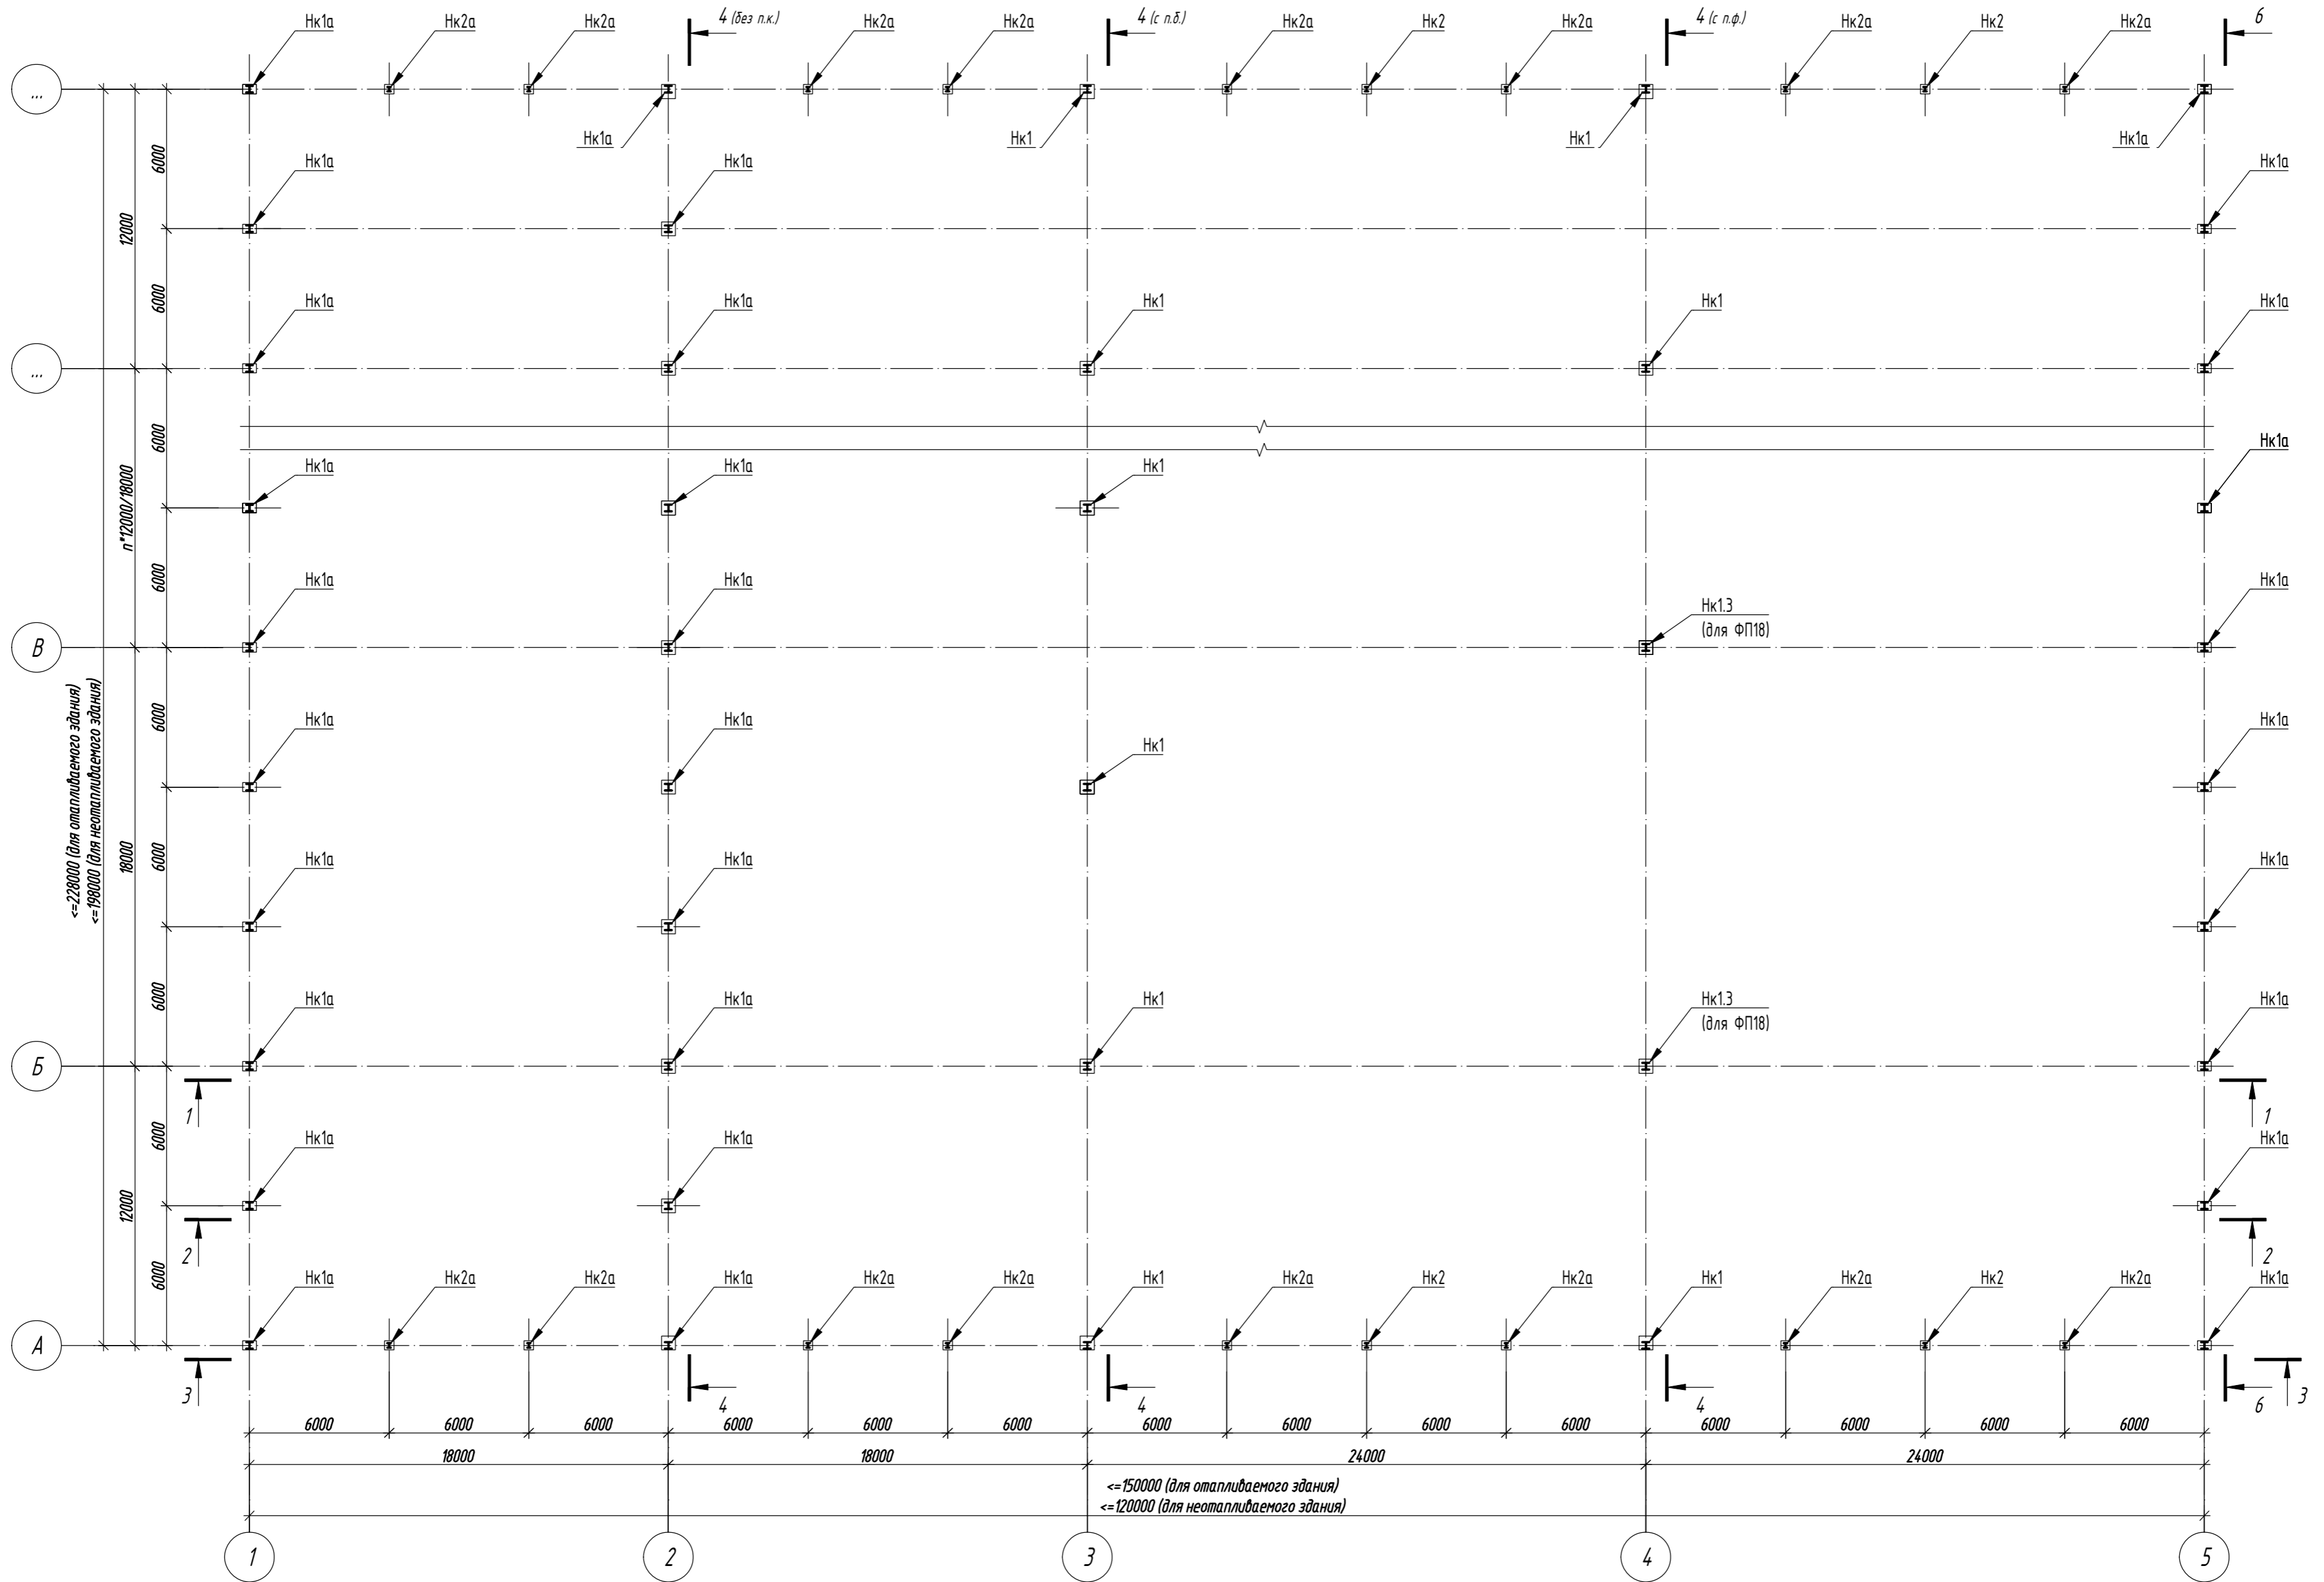 Нк1а Нк2а Нк2а 4 (без п.к.) Нк2а Нк2а 4 (с п.б.) Нк2а Нк2 Нк2а 4 (с п.ф.) Нк2а Нк2 Нк2а 6
...
Нк1а Нк1 Нк1 Нк1а
6000 Нк1а Нк1а Нк1а
12000
6000 Нк1а Нк1а Нк1 Нк1 Нк1а
...
6000 Нк1а
Нк1а Нк1а Нк1
n*12000/18000
6000 Нк1а Нк1а Нк1а
Нк1.3
(для ФП18)
В
<=228000 (для отапливаемого здания)
<=198000 (для неотапливаемого здания)
6000 Нк1а Нк1а Нк1а
Нк1
18000
6000 Нк1а Нк1а Нк1а
6000 Нк1а Нк1а Нк1 Нк1.3 Нк1а
(для ФП18)
Б
1 1
6000 Нк1а Нк1а Нк1а
12000
2 2
6000 Нк1а Нк2а Нк2а Нк1а Нк2а Нк2а Нк1 Нк2а Нк2 Нк2а Нк1 Нк2а Нк2 Нк2а Нк1а
А
3 4 4 4 6 3
6000 6000 6000 6000 6000 6000 6000 6000 6000 6000 6000 6000 6000 6000
18000 18000 24000 24000
<=150000 (для отапливаемого здания)
<=120000 (для неотапливаемого здания)
1 2 3 4 5